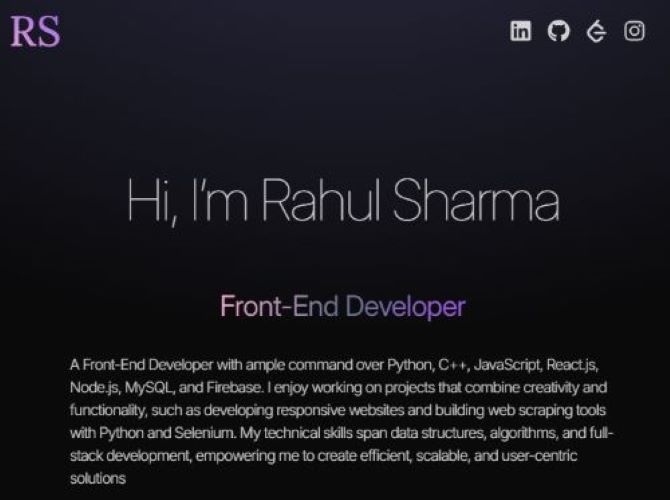 RS
Hi, I'm Rahul Sharma
Front-End Developer
A Front-End Developer with ample command over Python, C++, JavaScript, React.js,
Node.js, MySQL, and Firebase. I enjoy working on projects that combine creativity and
functionality, such as developing responsive websites and building web scraping tools
with Python and Selenium. My technical skills span data structures, algorithms, and full-
stack development, empowering me to create efficient, scalable, and user-centric
solutions